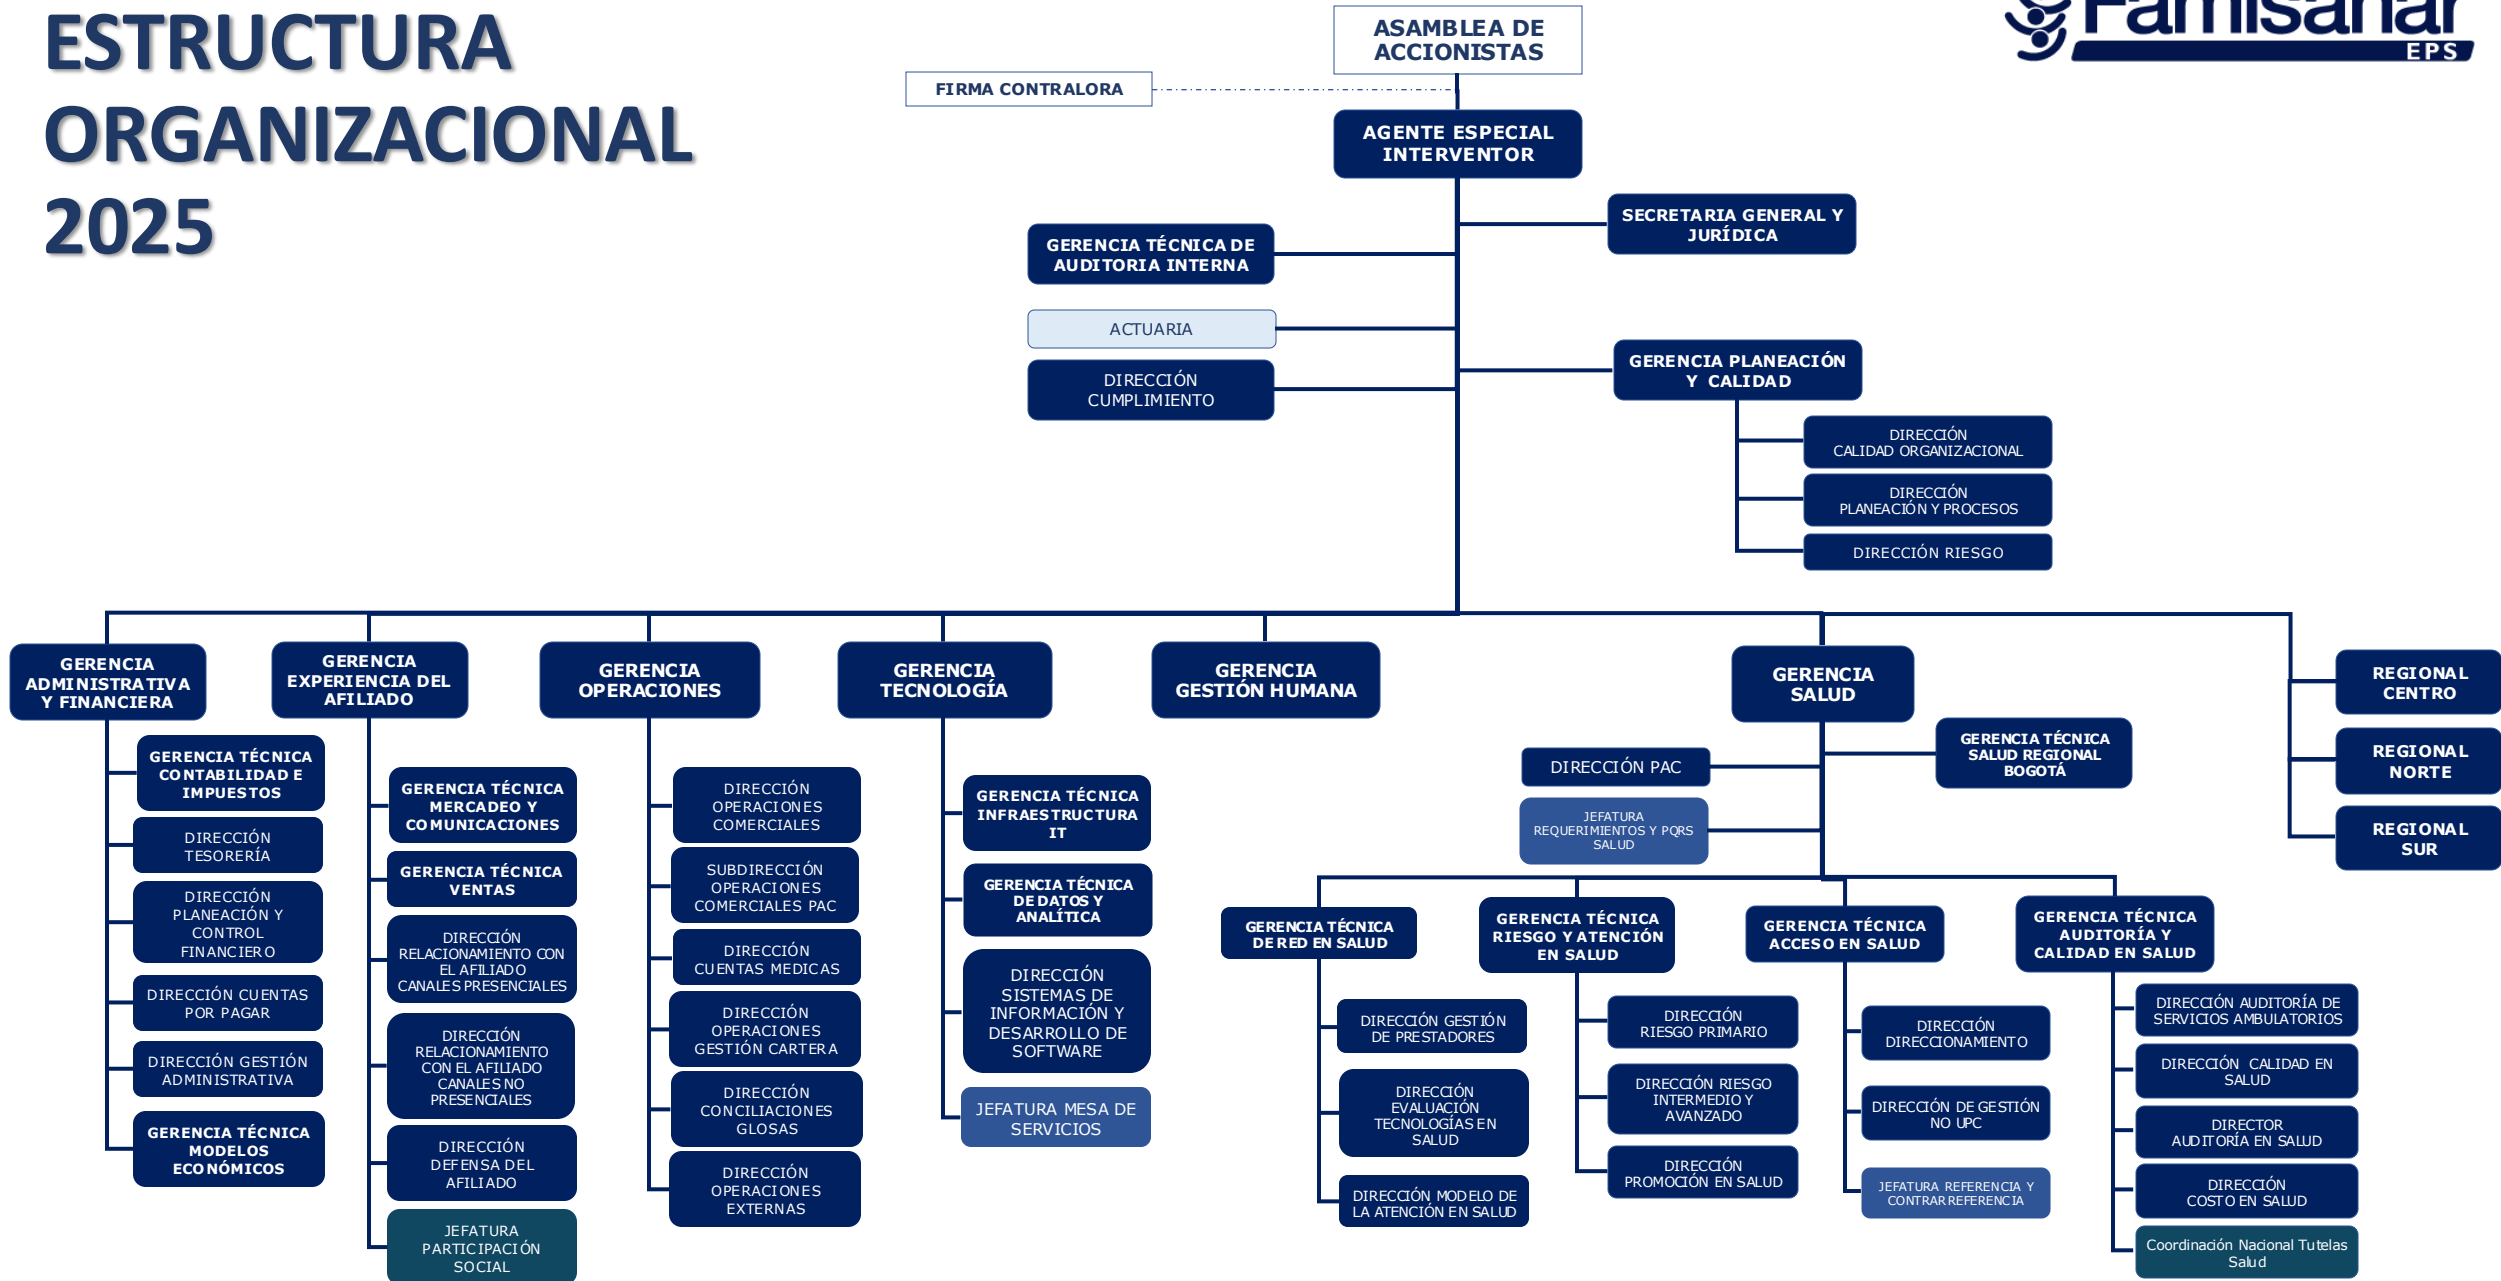 ESTRUCTURA
ORGANIZACIONAL
2025
Famisanar
EPS
ASAMBLEA DE
ACCIONISTAS
FIRMA CONTRALORA
AGENTE ESPECIAL
INTERVENTOR
SECRETARIA GENERAL Y
JURÍDICA
GERENCIA TÉCNICA DE
AUDITORIA INTERNA
ACTUARIA
DIRECCIÓN
CUMPLIMIENTO
GERENCIA PLANEACIÓN
Y CALIDAD
DIRECCIÓN
CALIDAD ORGANIZACIONAL
DIRECCIÓN
PLANEACIÓN Y PROCESOS
DIRECCIÓN RIESGO
GERENCIA
ADMINISTRATIVA
Y FINANCIERA
GERENCIA TÉCNICA
CONTABILIDAD E
IMPUESTOS
DIRECCIÓN
TESORERÍA
DIRECCIÓN
PLANEACIÓN Y
CONTROL
FINANCIERO
DIRECCIÓN CUENTAS
POR PAGAR
DIRECCIÓN GESTIÓN
ADMINISTRATIVA
GERENCIA TÉCNICA
MODELOS
ECONÓMICOS
GERENCIA
EXPERIENCIA DEL
AFILIADO
GERENCIA TÉCNICA
MERCADEO Y
COMUNICACIONES
GERENCIA TÉCNICA
VENTAS
DIRECCIÓN
RELACIONAMIENTO CON
EL AFILIADO
CANALES PRESENCIALES
DIRECCIÓN
RELACIONAMIENTO
CON EL AFILIADO
CANALES NO
PRESENCIALES
DIRECCIÓN
DEFENSA DEL
AFILIADO
JEFATURA
PARTICIPACIÓN
SOCIAL
GERENCIA
OPERACIONES
DIRECCIÓN
OPERACIONES
COMERCIALES
SUBDIRECCIÓN
OPERACIONES
COMERCIALES PAC
DIRECCIÓN
CUENTAS MEDICAS
DIRECCIÓN
OPERACIONES
GESTIÓN CARTERA
DIRECCIÓN
CONCILIACIONES
GLOSAS
DIRECCIÓN
OPERACIONES
EXTERNAS
GERENCIA
TECNOLOGÍA
GERENCIA TÉCNICA
INFRAESTRUCTURA
IT
GERENCIA TÉCNICA
DE DATOS Y
ANALÍTICA
DIRECCIÓN
SISTEMAS DE
INFORMACIÓN Y
DESARROLLO DE
SOFTWARE
JEFATURA MESA DE
SERVICIOS
GERENCIA
GESTIÓN HUMANA
GERENCIA
SALUD
DIRECCIÓN PAC
JEFATURA
REQUERIMIENTOS Y PQRS
SALUD
GERENCIA TÉCNICA
SALUD REGIONAL
BOGOTÁ
GERENCIA TÉCNICA
DE RED EN SALUD
DIRECCIÓN GESTIÓN
DE PRESTADORES
DIRECCIÓN
EVALUACIÓN
TECNOLOGÍAS EN
SALUD
DIRECCIÓN MODELO DE
LA ATENCIÓN EN SALUD
GERENCIA TÉCNICA
RIESGO Y ATENCIÓN
EN SALUD
DIRECCIÓN
RIESGO PRIMARIO
DIRECCIÓN RIESGO
INTERMEDIO Y
AVANZADO
DIRECCIÓN
PROMOCIÓN EN SALUD
GERENCIA TÉCNICA
ACCESO EN SALUD
DIRECCIÓN
DIRECCIONAMIENTO
DIRECCIÓN DE GESTIÓN
NO UPC
JEFATURA REFERENCIA Y
CONTRARREFERENCIA
GERENCIA TÉCNICA
AUDITORÍA Y
CALIDAD EN SALUD
DIRECCIÓN AUDITORÍA DE
SERVICIOS AMBULATORIOS
DIRECCIÓN CALIDAD EN
SALUD
DIRECTOR
AUDITORÍA EN SALUD
DIRECCIÓN
COSTO EN SALUD
Coordinación Nacional Tutelas
Salud
REGIONAL
CENTRO
REGIONAL
NORTE
REGIONAL
SUR